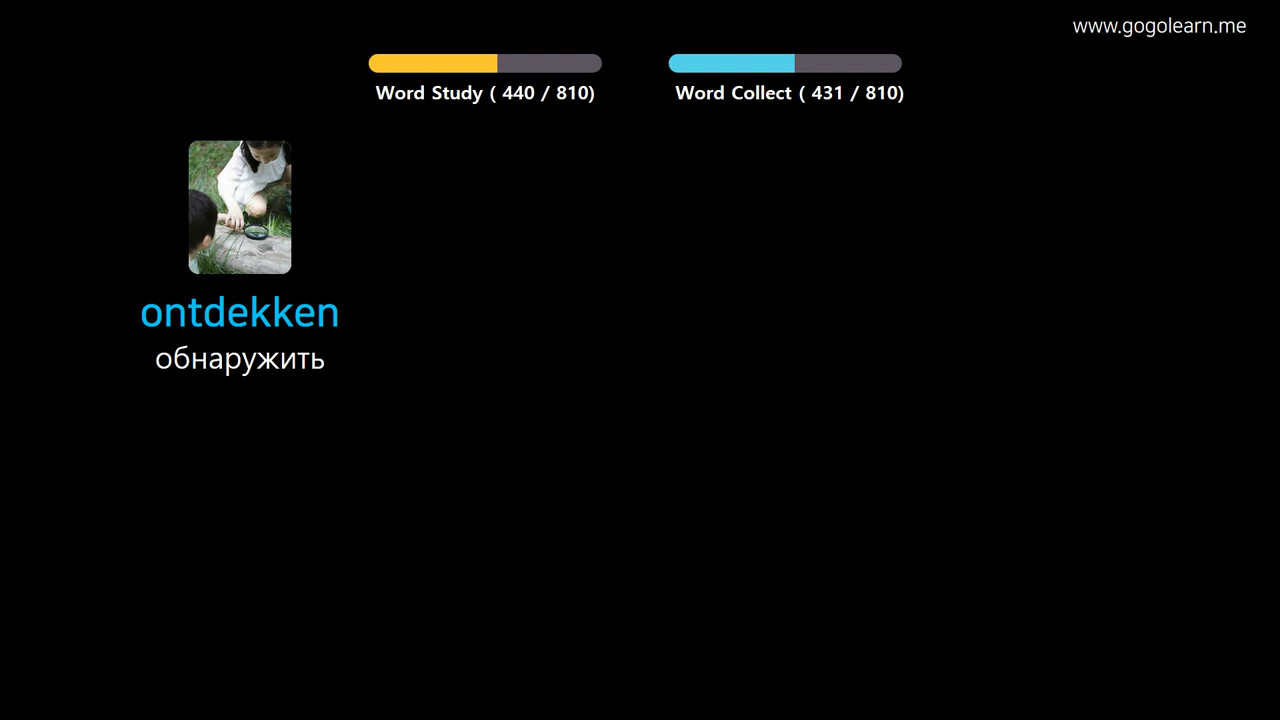 www.gogolearn.me
Word Study ( 440 / 810)
Word Collect ( 431 / 810)
ontdekken
обнаружить